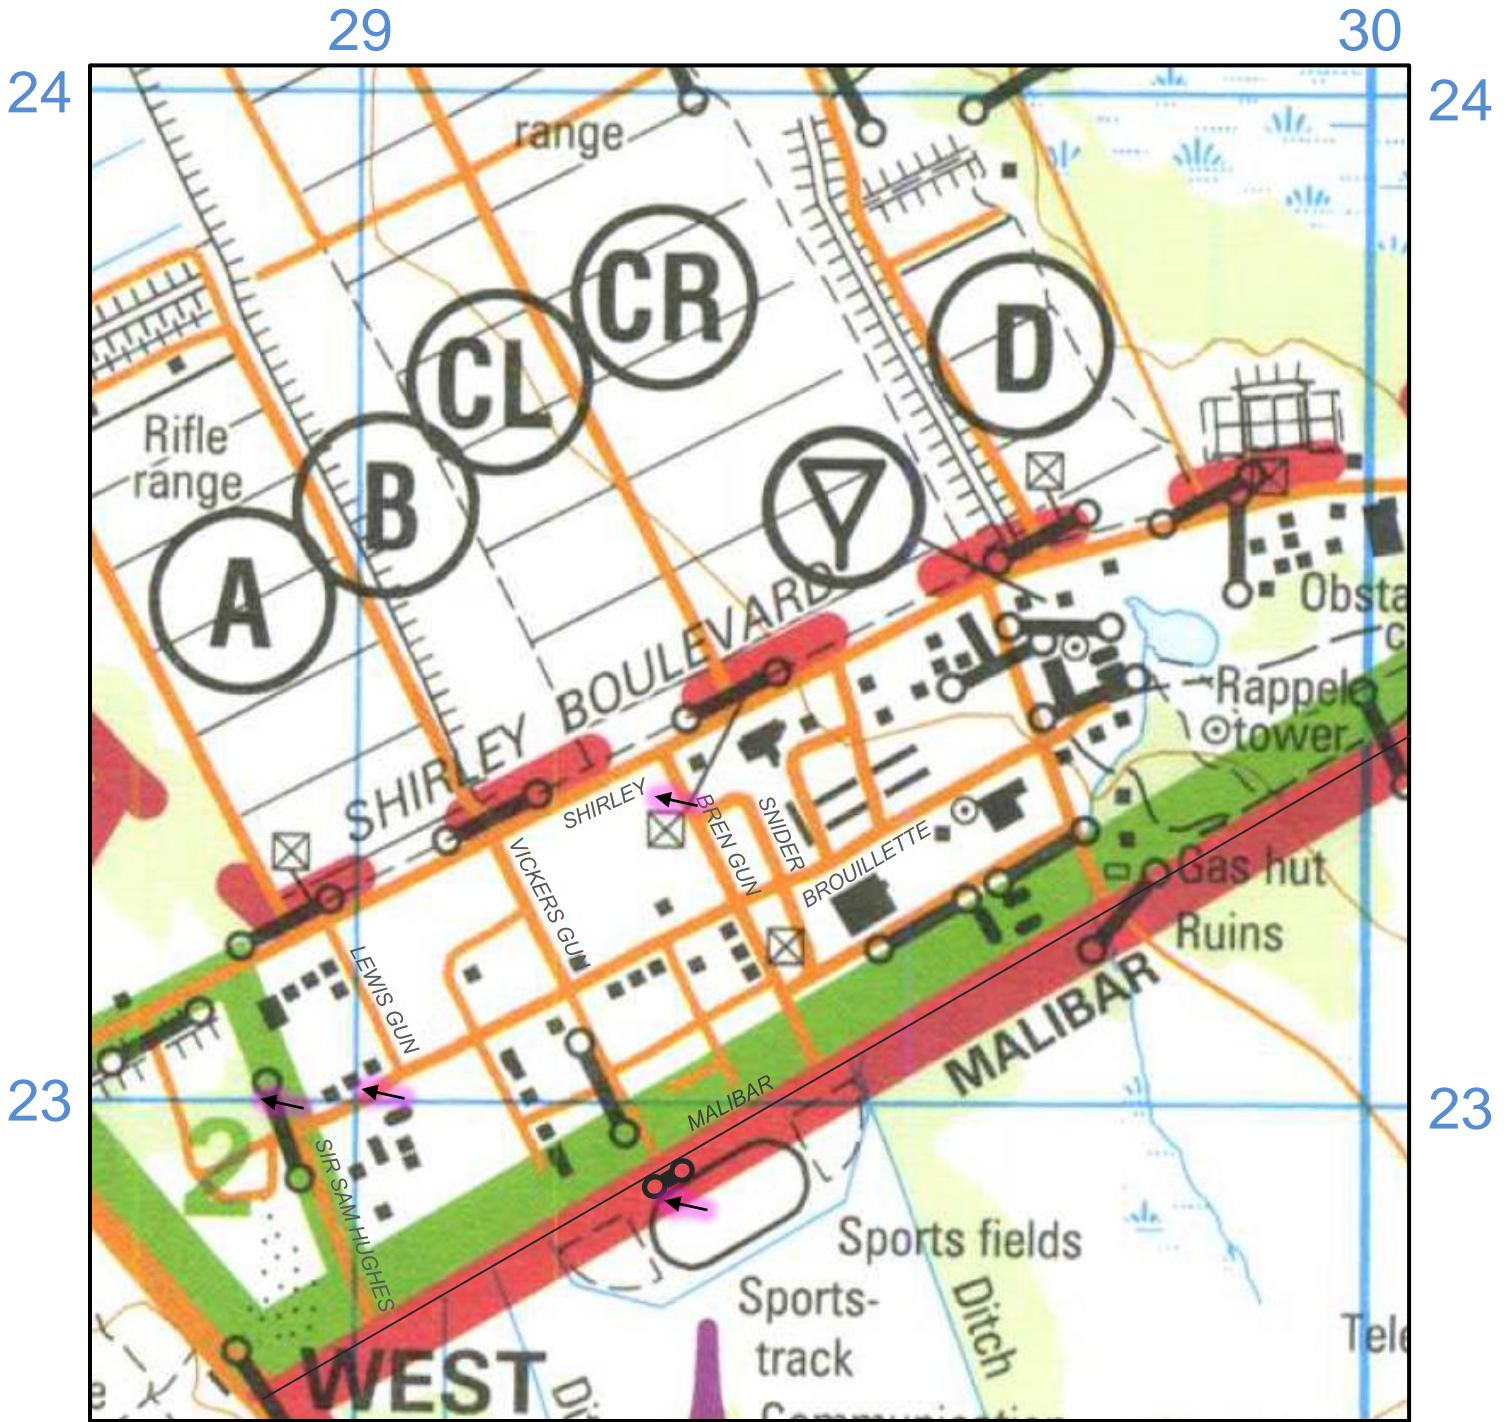 29
30
24
24
range
CR
CL
D
Rifle
range
B
A
SHIRLEY BOULEVARD
Obsta
c
Rappel
tower
SHIRLEY
BREN GUN
SNIDER
VICKERS GUN
BROUILLETTE
Gas hut
Ruins
LEWIS GUN
MALIBAR
MALIBAR
23
23
2
SIR SAM HUGHES
Sports fields
Sports-
track
Ditch
Tele
WEST
Di
e